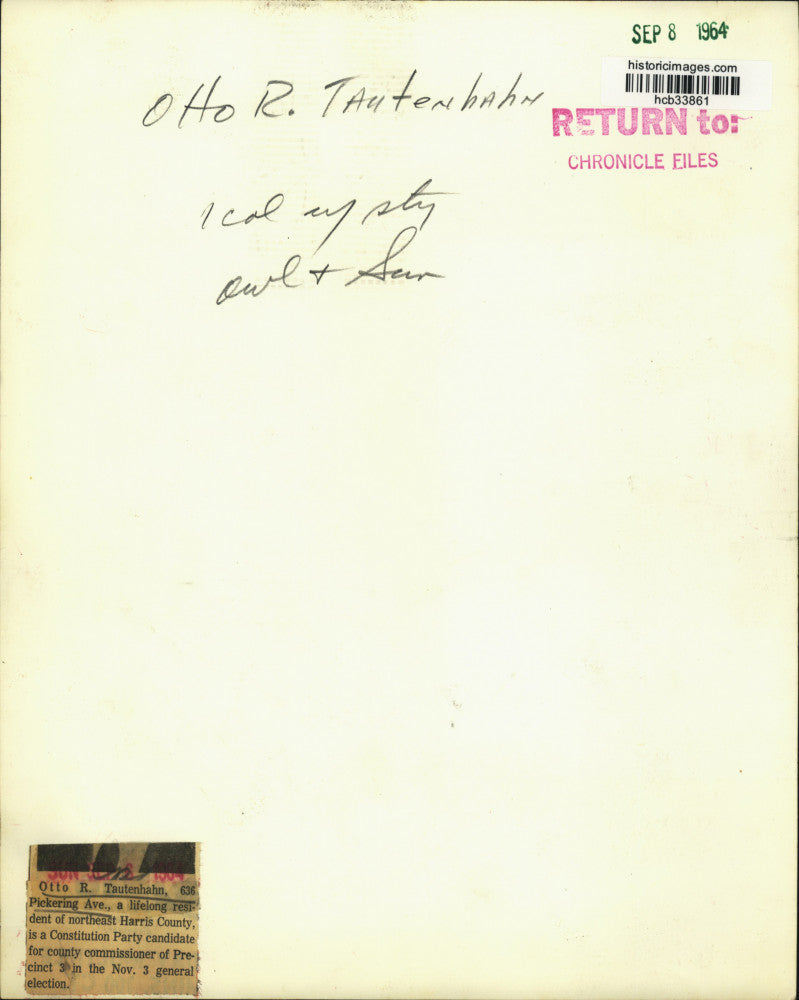 SEP 8 1964
historicimages.com
hcb33861
Otto R. Tautenhahn
RETURN to:
CHRONICLE FILES
1 col w/ sty
owl + Sun
SUN 1964
Otto R. Tautenhahn, 636
Pickering Ave., a lifelong resi-
dent of northeast Harris County,
is a Constitution Party candidate
for county commissioner of Pre-
cinct 3 in the Nov. 3 general
election.